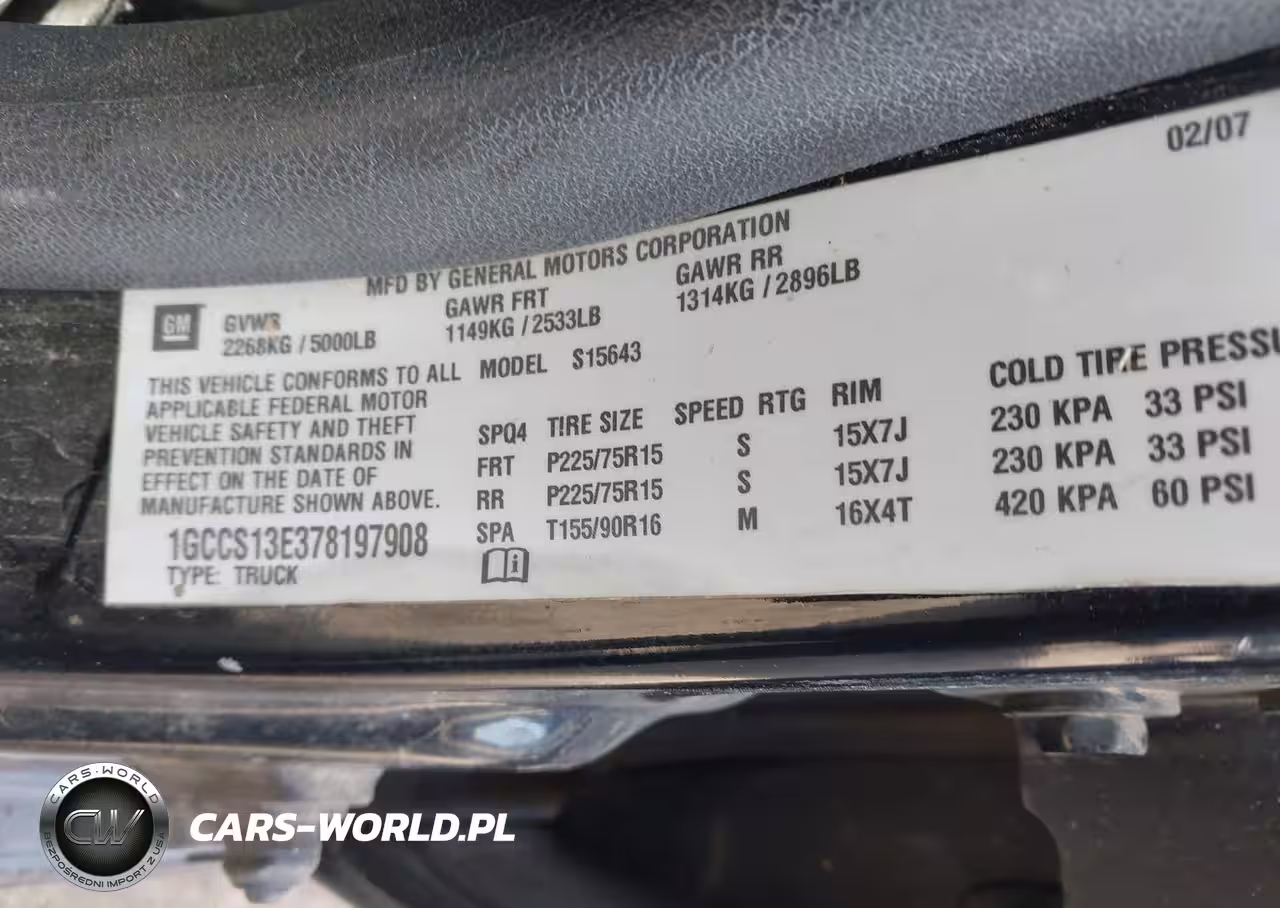 02/07
MFD BY GENERAL MOTORS CORPORATION
GM
GVWR GAWR FRT GAWR RR
2268KG / 5000LB 1149KG / 2533LB 1314KG / 2896LB
THIS VEHICLE CONFORMS TO ALL
APPLICABLE FEDERAL MOTOR
VEHICLE SAFETY AND THEFT
PREVENTION STANDARDS IN
EFFECT ON THE DATE OF
MANUFACTURE SHOWN ABOVE.
1GCCS13E378197908
TYPE: TRUCK
MODEL S15643
SPQ4 TIRE SIZE SPEED RTG RIM COLD TIRE PRESSU
FRT P225/75R15 S 15X7J 230 KPA 33 PSI
RR P225/75R15 S 15X7J 230 KPA 33 PSI
SPA T155/90R16 M 16X4T 420 KPA 60 PSI
CARS-WORLD
CW
BEZPOŚREDNI IMPORT Z USA
CARS-WORLD.PL